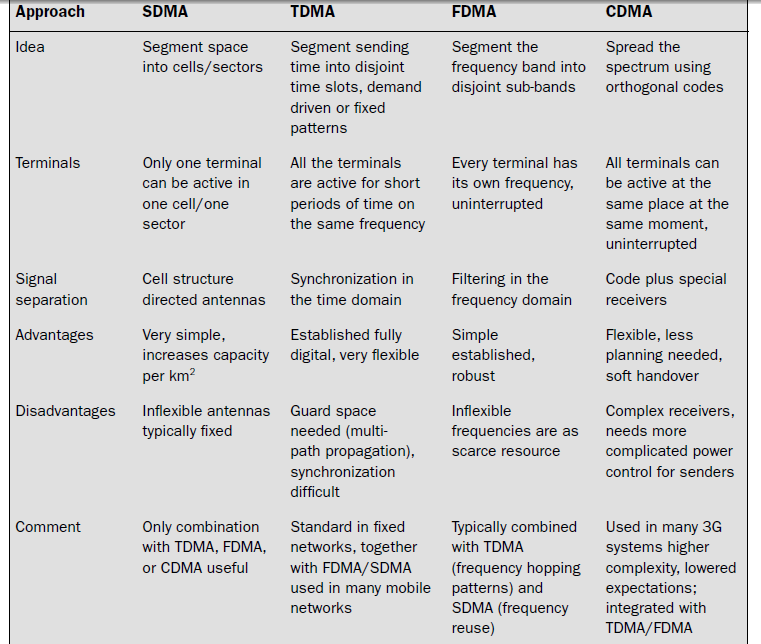 Approach SDMA TDMA FDMA CDMA
Idea Segment space Segment sending Segment the Spread the
into cells/sectors time into disjoint frequency band into spectrum using
time slots, demand disjoint sub-bands orthogonal codes
driven or fixed
patterns
Terminals Only one terminal All the terminals Every terminal has All terminals can
can be active in are active for short its own frequency, be active at the
one cell/one periods of time on uninterrupted same place at the
sector the same frequency same moment,
uninterrupted
Signal Cell structure Synchronization in Filtering in the Code plus special
separation directed antennas the time domain frequency domain receivers
Advantages Very simple, Established fully Simple Flexible, less
increases capacity digital, very flexible established, planning needed,
per km² robust soft handover
Disadvantages Inflexible antennas Guard space Inflexible Complex receivers,
typically fixed needed (multi- frequencies are as needs more
path propagation), scarce resource complicated power
synchronization control for senders
difficult
Comment Only combination Standard in fixed Typically combined Used in many 3G
with TDMA, FDMA, networks, together with TDMA systems higher
or CDMA useful with FDMA/SDMA (frequency hopping complexity, lowered
used in many mobile patterns) and expectations;
networks SDMA (frequency integrated with
reuse) TDMA/FDMA